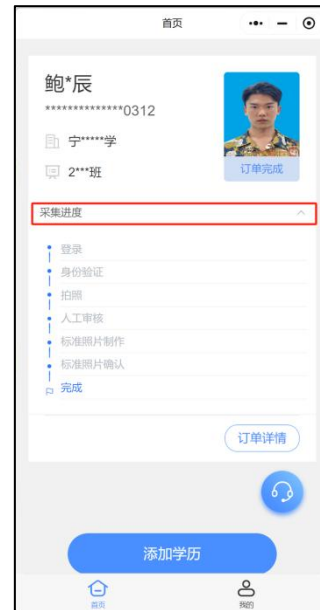 首页
鲍*辰
**************0312
宁*****学
2***班
订单完成
采集进度
登录
身份验证
拍照
人工审核
标准照片制作
标准照片确认
完成
订单详情
添加学历
首页
我的